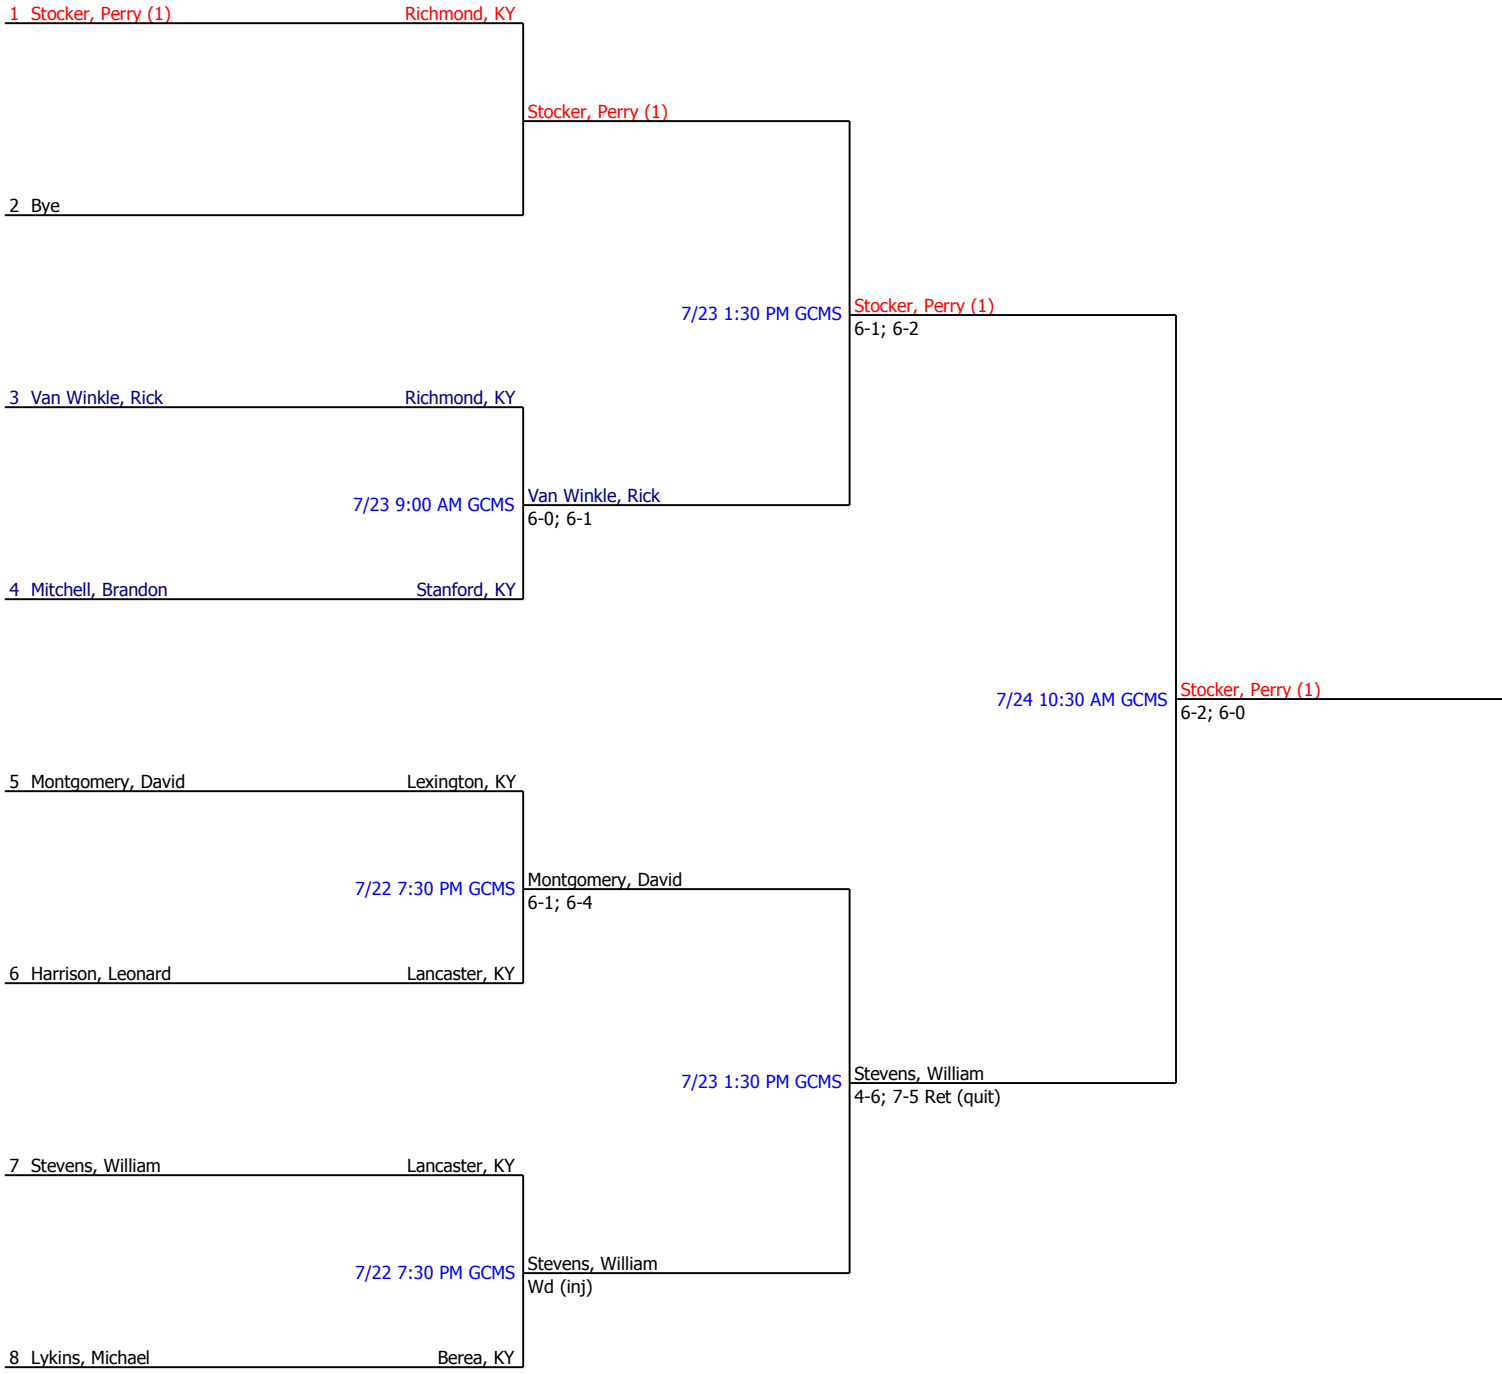 1 Stocker, Perry (1) Richmond, KY
Stocker, Perry (1)
2 Bye
7/23 1:30 PM GCMS
Stocker, Perry (1)
6-1; 6-2
3 Van Winkle, Rick Richmond, KY
7/23 9:00 AM GCMS
Van Winkle, Rick
6-0; 6-1
4 Mitchell, Brandon Stanford, KY
7/24 10:30 AM GCMS
Stocker, Perry (1)
6-2; 6-0
5 Montgomery, David Lexington, KY
7/22 7:30 PM GCMS
Montgomery, David
6-1; 6-4
6 Harrison, Leonard Lancaster, KY
7/23 1:30 PM GCMS
Stevens, William
4-6; 7-5 Ret (quit)
7 Stevens, William Lancaster, KY
7/22 7:30 PM GCMS
Stevens, William
Wd (inj)
8 Lykins, Michael Berea, KY